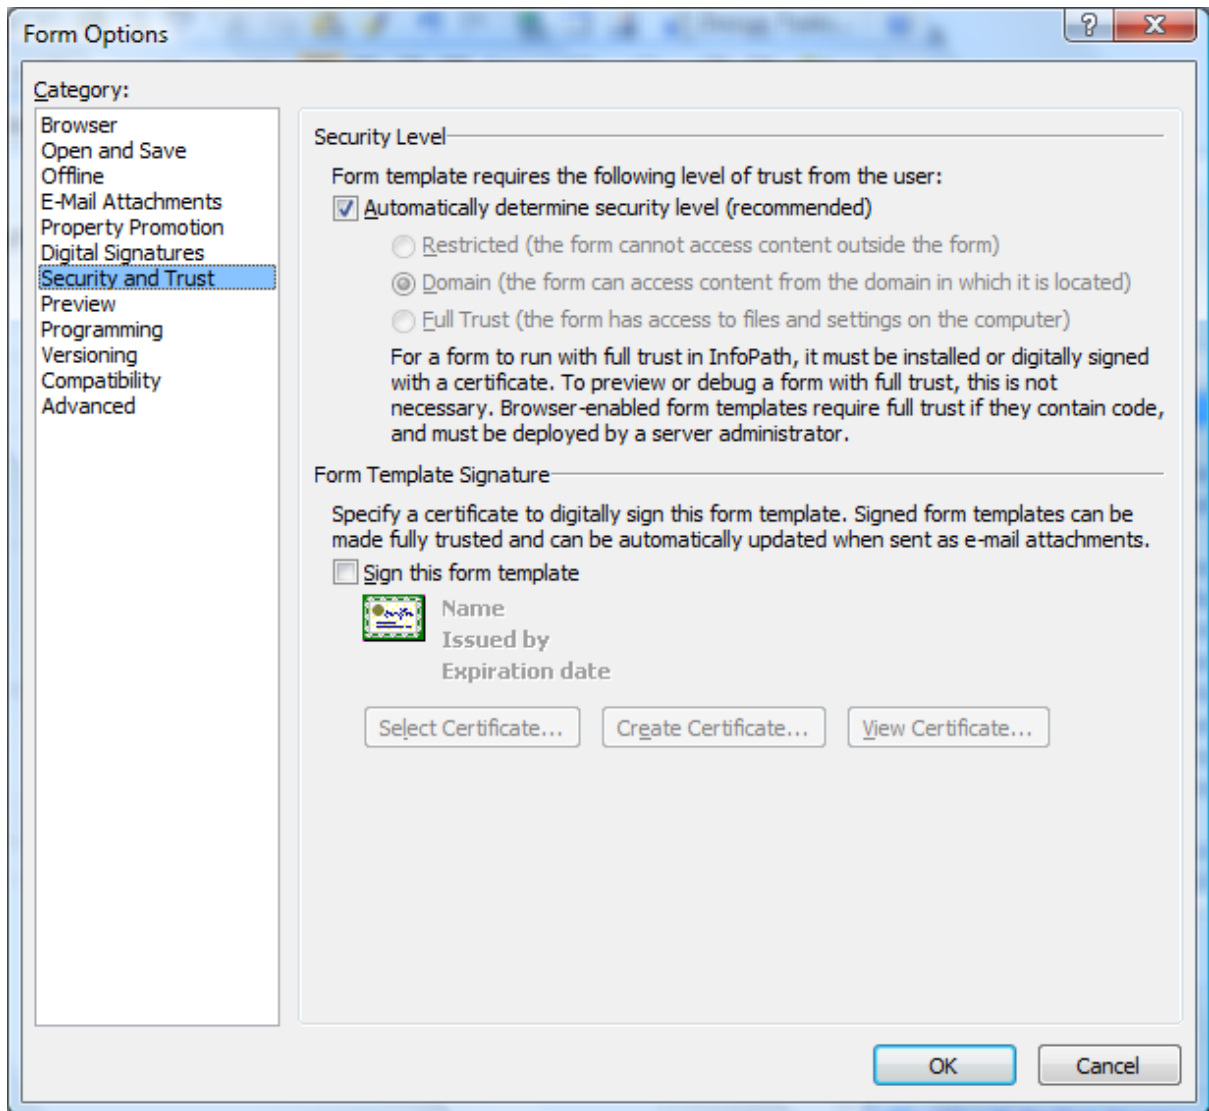 Form Options
Category:
Browser
Open and Save
Offline
E-Mail Attachments
Property Promotion
Digital Signatures
Security and Trust
Preview
Programming
Versioning
Compatibility
Advanced
Security Level
Form template requires the following level of trust from the user:
Automatically determine security level (recommended)
Restricted (the form cannot access content outside the form)
Domain (the form can access content from the domain in which it is located)
Full Trust (the form has access to files and settings on the computer)
For a form to run with full trust in InfoPath, it must be installed or digitally signed
with a certificate. To preview or debug a form with full trust, this is not
necessary. Browser-enabled form templates require full trust if they contain code,
and must be deployed by a server administrator.
Form Template Signature
Specify a certificate to digitally sign this form template. Signed form templates can be
made fully trusted and can be automatically updated when sent as e-mail attachments.
Sign this form template
Name
Issued by
Expiration date
Select Certificate... Create Certificate... View Certificate...
OK Cancel